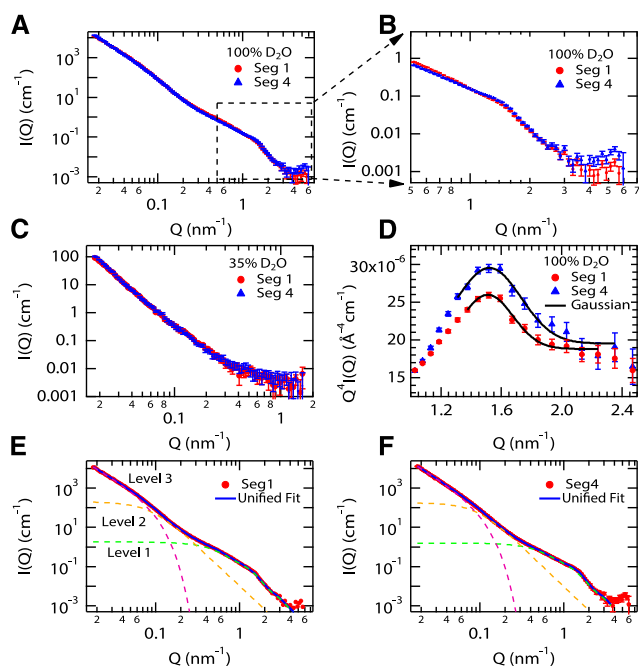 A
10³
10¹
10⁻¹
10⁻³
I(Q) (cm⁻¹)
100% D₂O
Seg 1
Seg 4
2 4 6 0.1 2 4 6 1 2 4 6
Q (nm⁻¹)
B
1
0.1
0.01
0.001
I(Q) (cm⁻¹)
100% D₂O
Seg 1
Seg 4
5 6 7 8 1 2 3 4 5 6 7
Q (nm⁻¹)
C
100
10
1
0.1
0.01
0.001
I(Q) (cm⁻¹)
35% D₂O
Seg 1
Seg 4
2 4 6 8 0.1 2 4 6 8 1 2
Q (nm⁻¹)
D
30x10⁻⁶
25
20
15
Q⁴I(Q) (Å⁻⁴cm⁻¹)
100% D₂O
Seg 1
Seg 4
Gaussian
1.2 1.6 2.0 2.4
Q (nm⁻¹)
E
10³
10¹
10⁻¹
10⁻³
I(Q) (cm⁻¹)
Level 3
Level 2
Level 1
Seg1
Unified Fit
2 4 6 0.1 2 4 6 1 2 4 6
Q (nm⁻¹)
F
10³
10¹
10⁻¹
10⁻³
I(Q) (cm⁻¹)
Seg4
Unified Fit
2 4 6 0.1 2 4 6 1 2 4 6
Q (nm⁻¹)